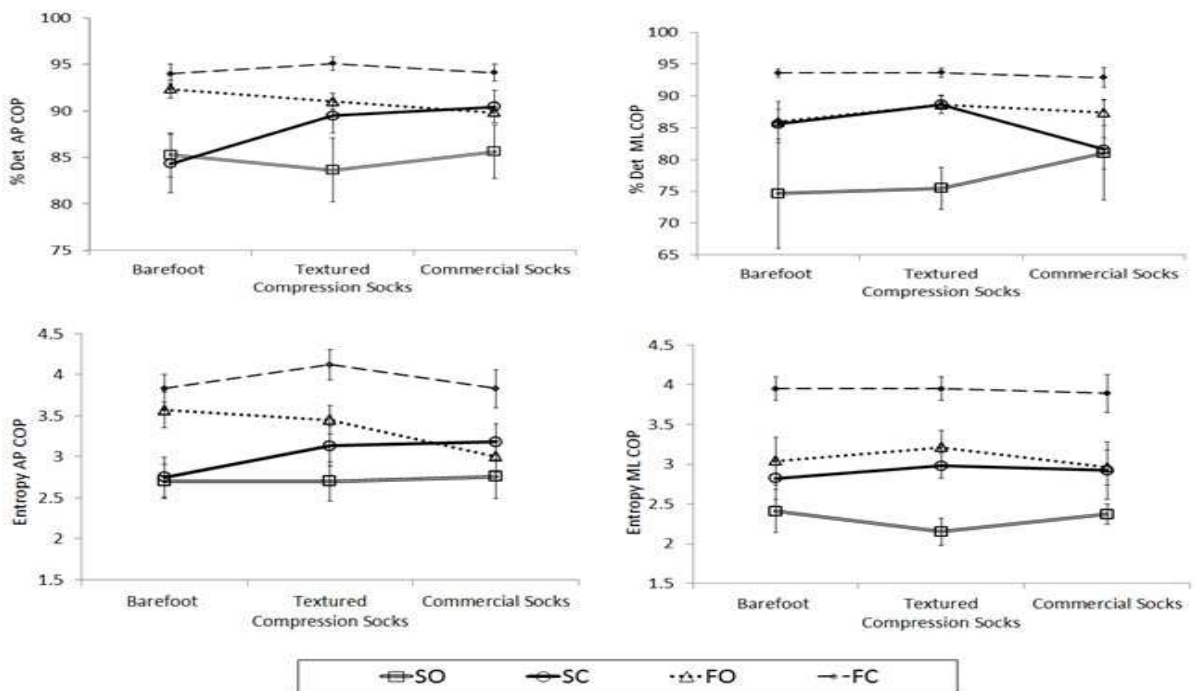 % Det AP COP
100
95
90
85
80
75
Barefoot
Textured
Compression Socks
Commercial Socks
% Det ML COP
100
95
90
85
80
75
70
65
Barefoot
Textured
Compression Socks
Commercial Socks
Entropy AP COP
4.5
4
3.5
3
2.5
2
1.5
Barefoot
Textured
Compression Socks
Commercial Socks
Entropy ML COP
4.5
4
3.5
3
2.5
2
1.5
Barefoot
Textured
Compression Socks
Commercial Socks
SO SC FO FC